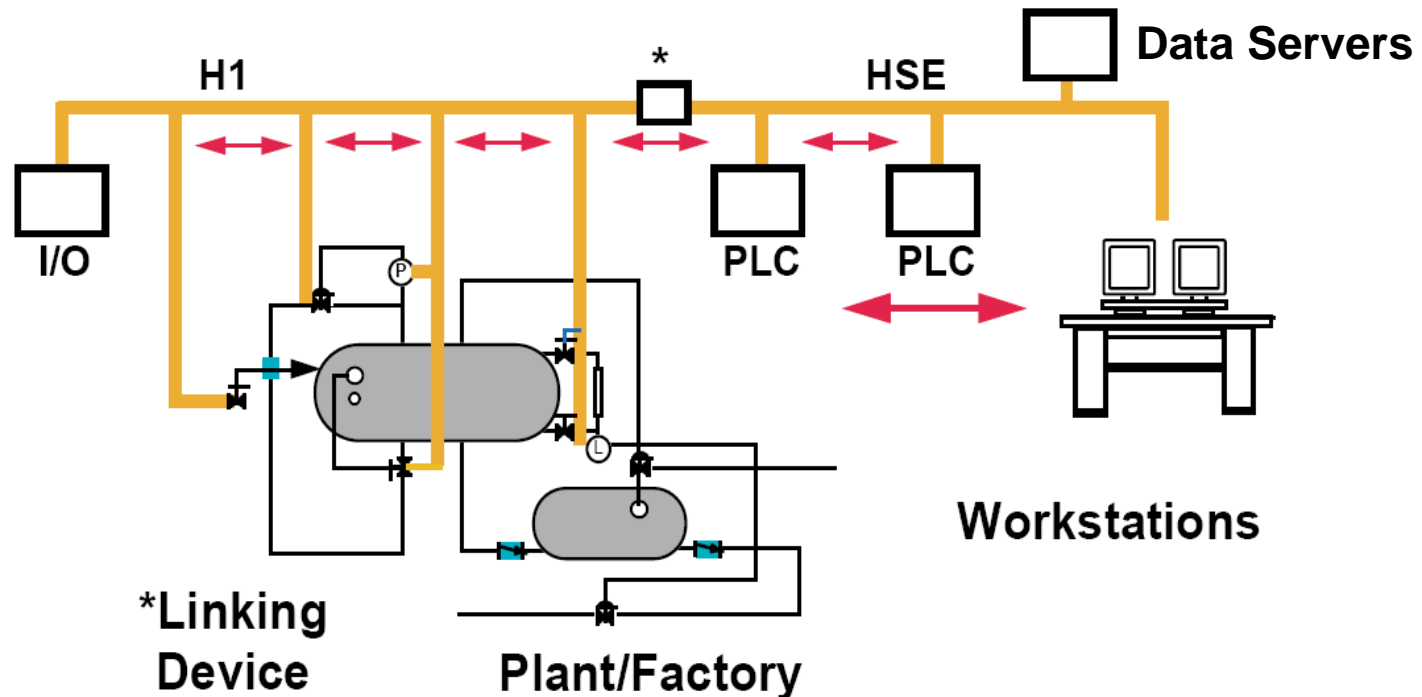 Data Servers
*
H1
HSE
I/O
PLC
PLC
P
L
Workstations
*Linking
Device
Plant/Factory